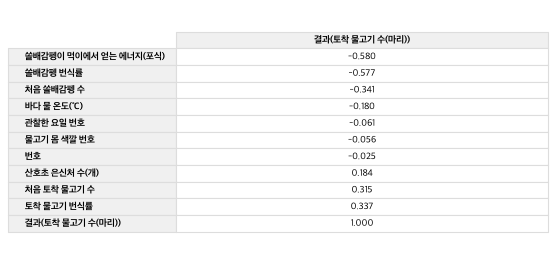 결과(토착 물고기 수(마리))
쏠배감펭이 먹이에서 얻는 에너지(포식) -0.580
쏠배감펭 번식률 -0.577
처음 쏠배감펭 수 -0.341
바다 물 온도(℃) -0.180
관찰한 요일 번호 -0.061
물고기 몸 색깔 번호 -0.056
번호 -0.025
산호초 은신처 수(개) 0.184
처음 토착 물고기 수 0.315
토착 물고기 번식률 0.337
결과(토착 물고기 수(마리)) 1.000